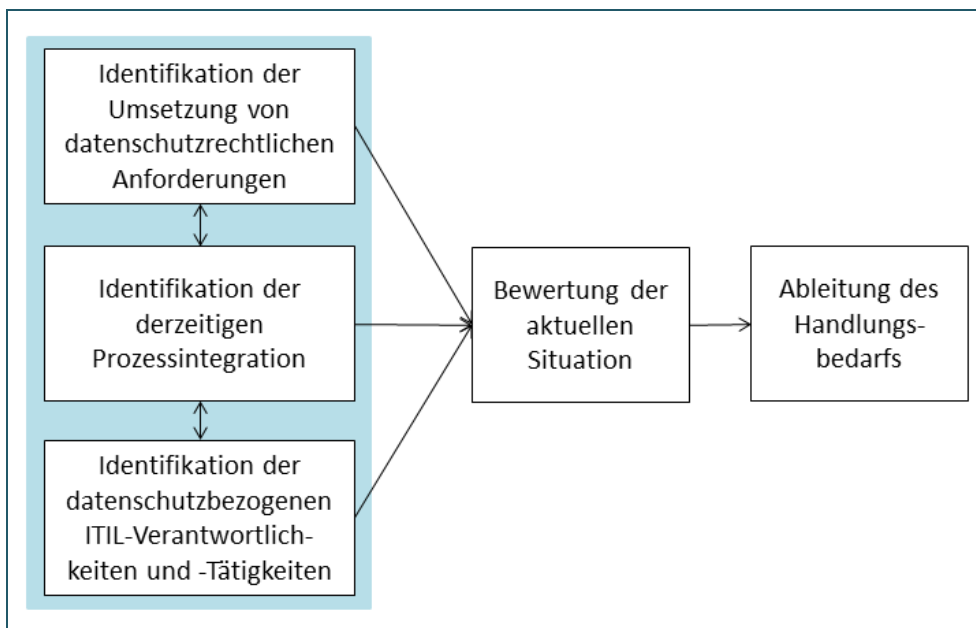 Identifikation der
Umsetzung von
datenschutzrechtlichen
Anforderungen
Identifikation der
derzeitigen
Prozessintegration
Identifikation der
datenschutzbezogenen
ITIL-Verantwortlich-
keiten und -Tätigkeiten
Bewertung der
aktuellen
Situation
Ableitung des
Handlungs-
bedarfs